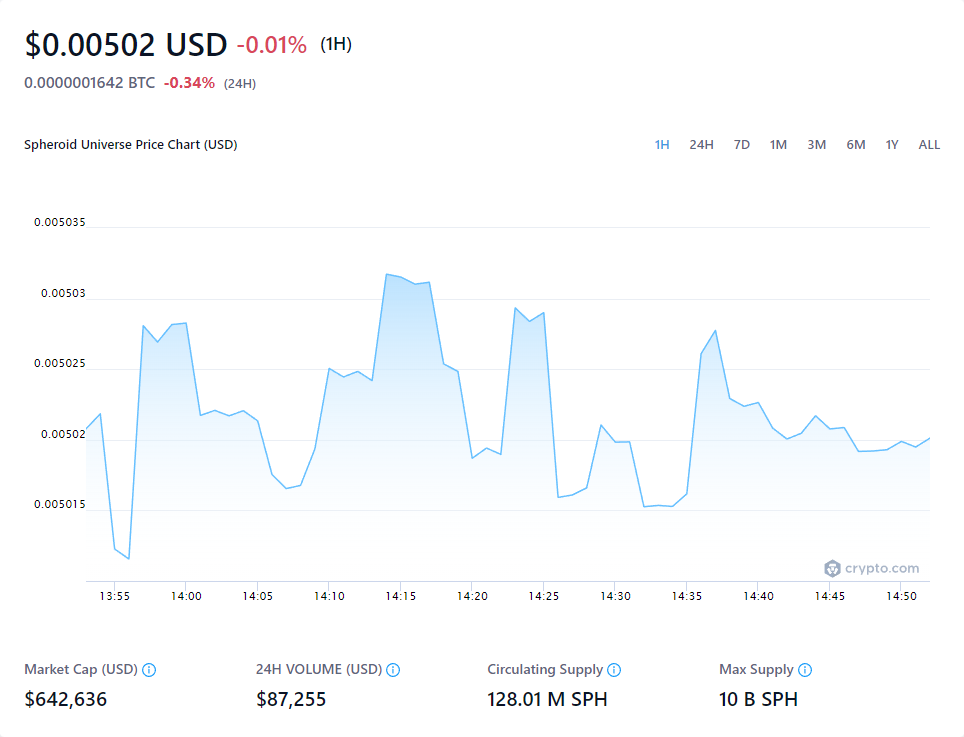 $0.00502 USD -0.01% (1H)
0.0000001642 BTC -0.34% (24H)
Spheroid Universe Price Chart (USD) 1H 24H 7D 1M 3M 6M 1Y ALL
0.005035
0.00503
0.005025
0.00502
0.005015
crypto.com
13:55 14:00 14:05 14:10 14:15 14:20 14:25 14:30 14:35 14:40 14:45 14:50
Market Cap (USD) 24H VOLUME (USD) Circulating Supply Max Supply
$642,636 $87,255 128.01 M SPH 10 B SPH